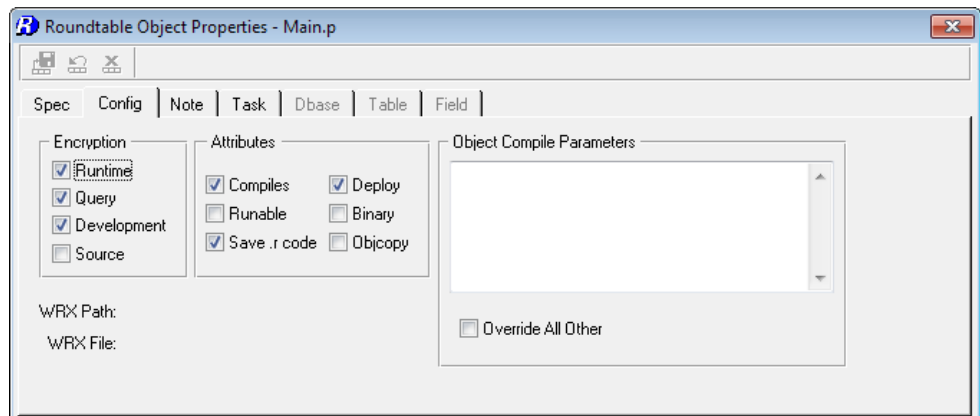 Roundtable Object Properties - Main.p
Spec Config Note Task Dbase Table Field
Encryption Attributes Object Compile Parameters
Runtime
Compiles Deploy
Query
Runable Binary
Development
Save .r code Objcopy
Source
WRX Path:
Override All Other
WRX File: